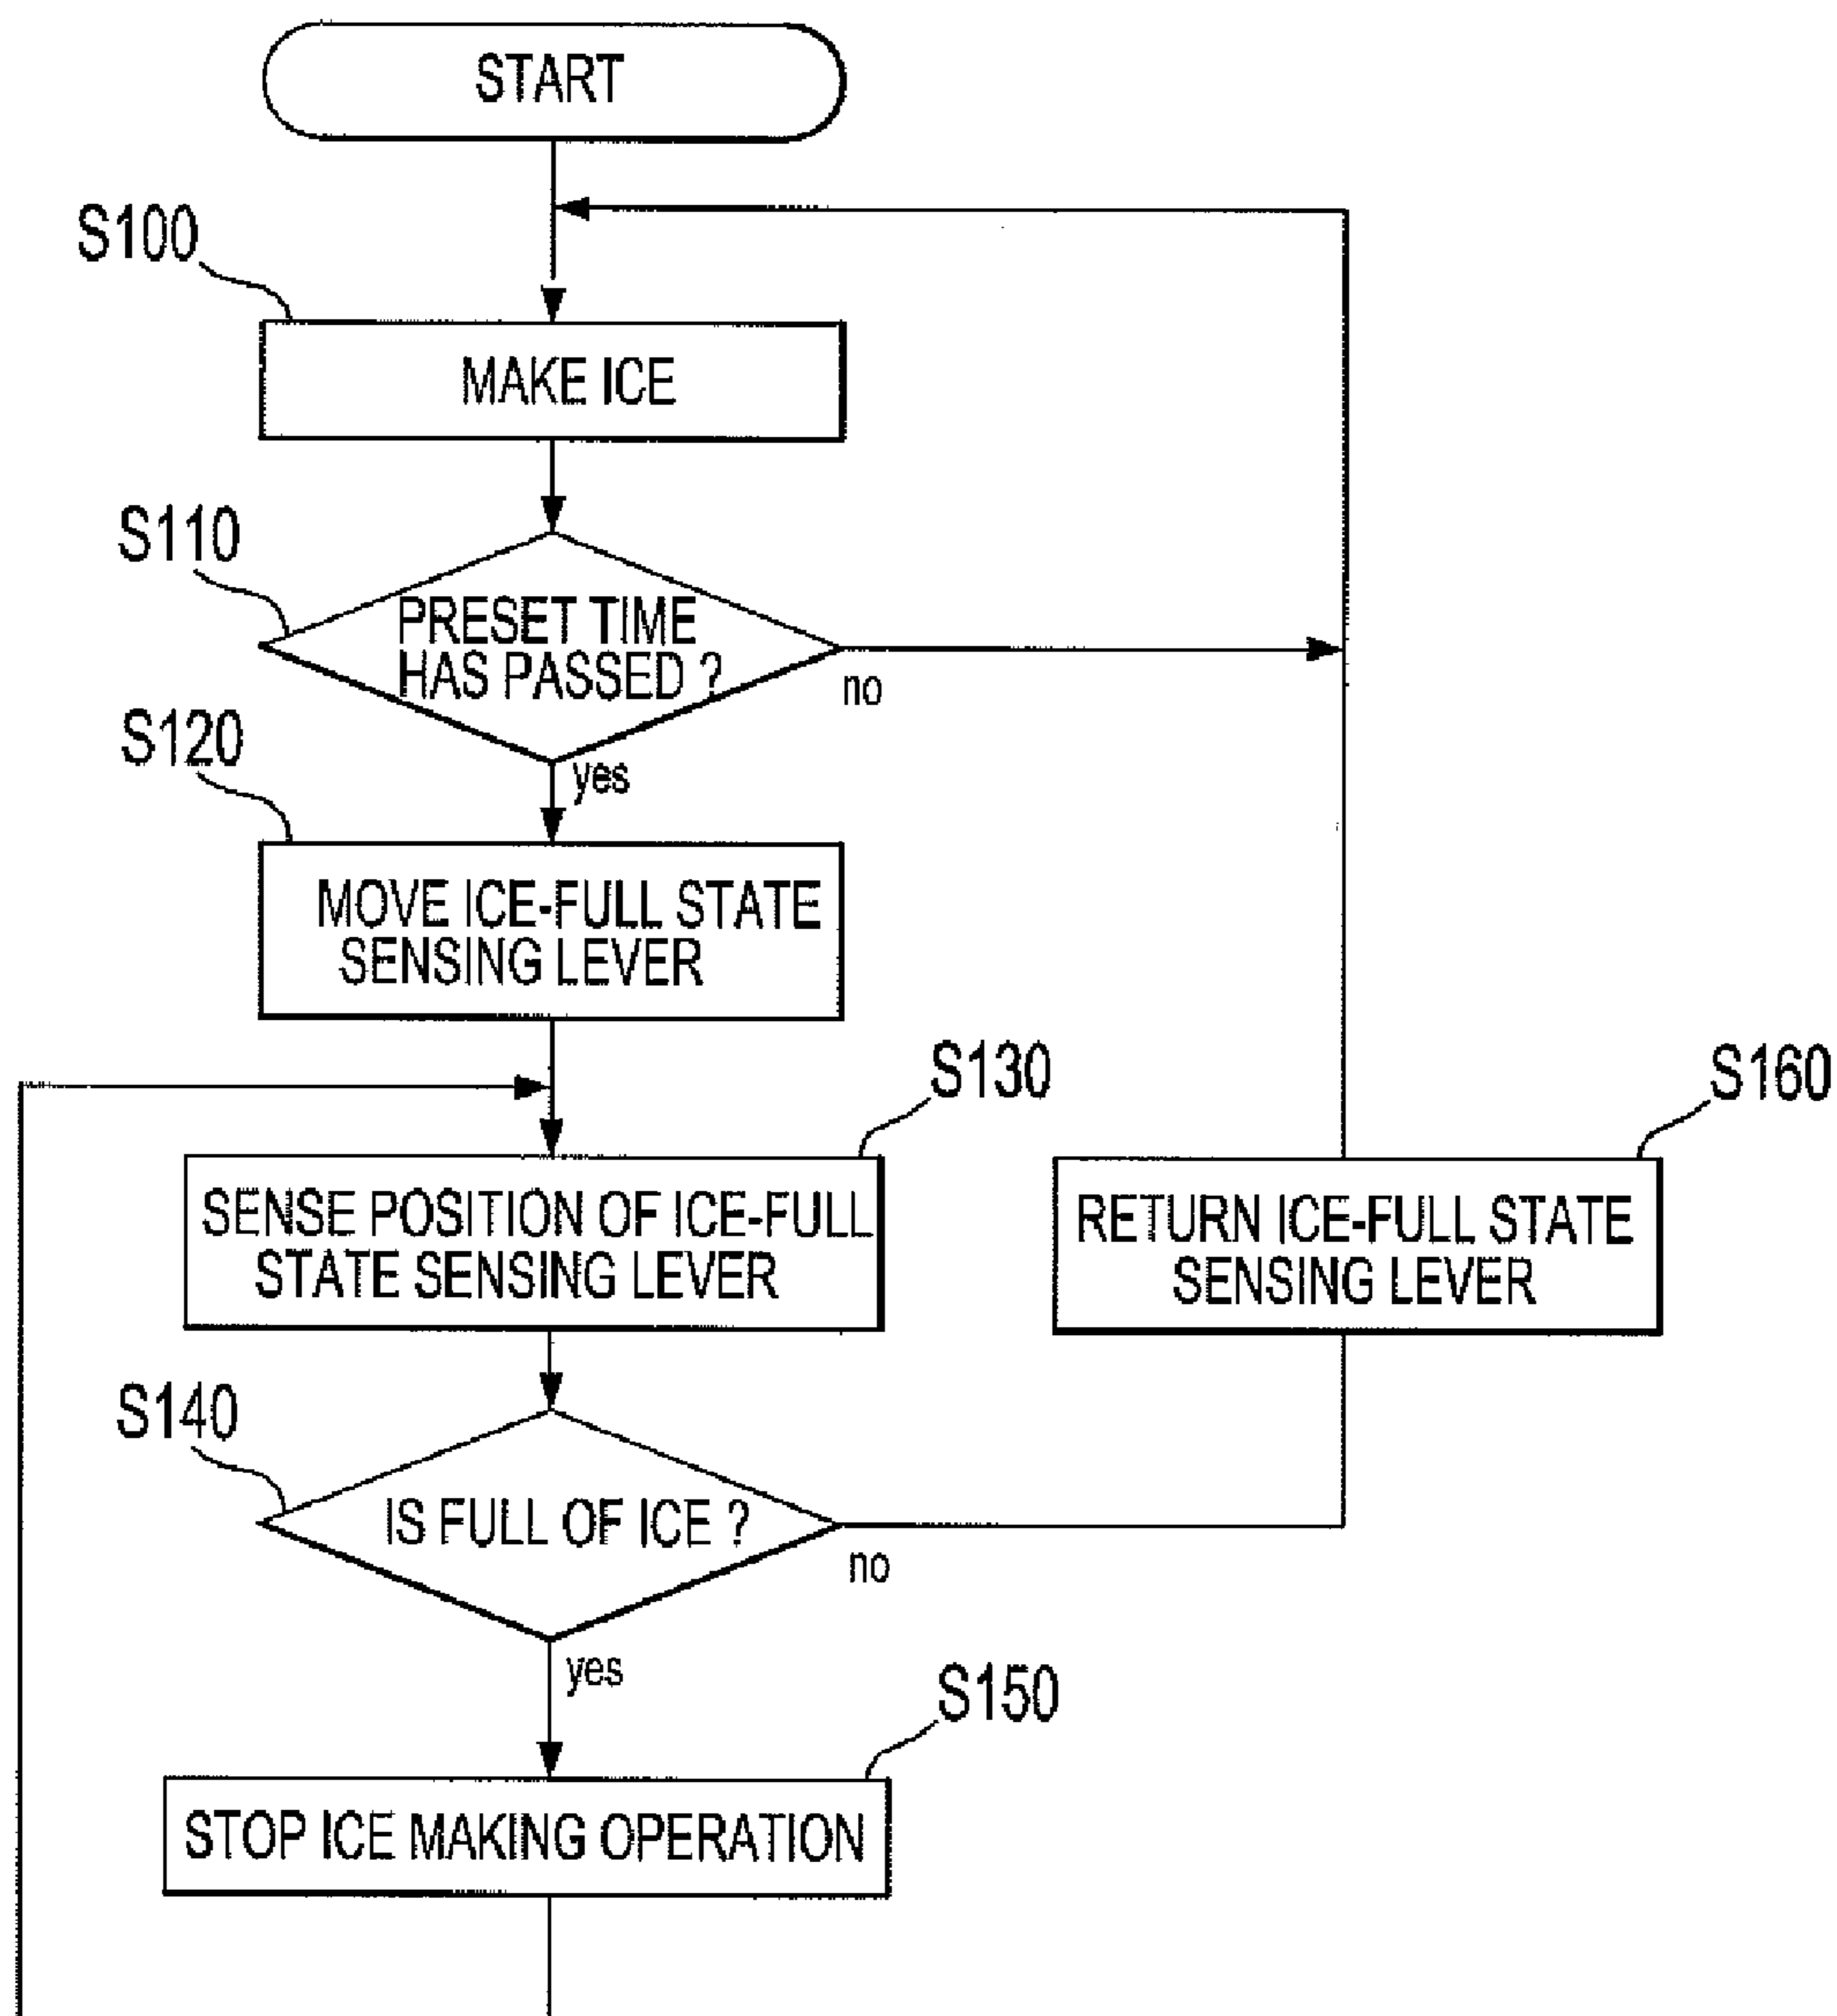 START
S100
MAKE ICE
S110
PRESET TIME
HAS PASSED ?
no
yes
S120
MOVE ICE-FULL STATE
SENSING LEVER
S130
SENSE POSITION OF ICE-FULL
STATE SENSING LEVER
S160
RETURN ICE-FULL STATE
SENSING LEVER
S140
IS FULL OF ICE ?
no
yes
S150
STOP ICE MAKING OPERATION